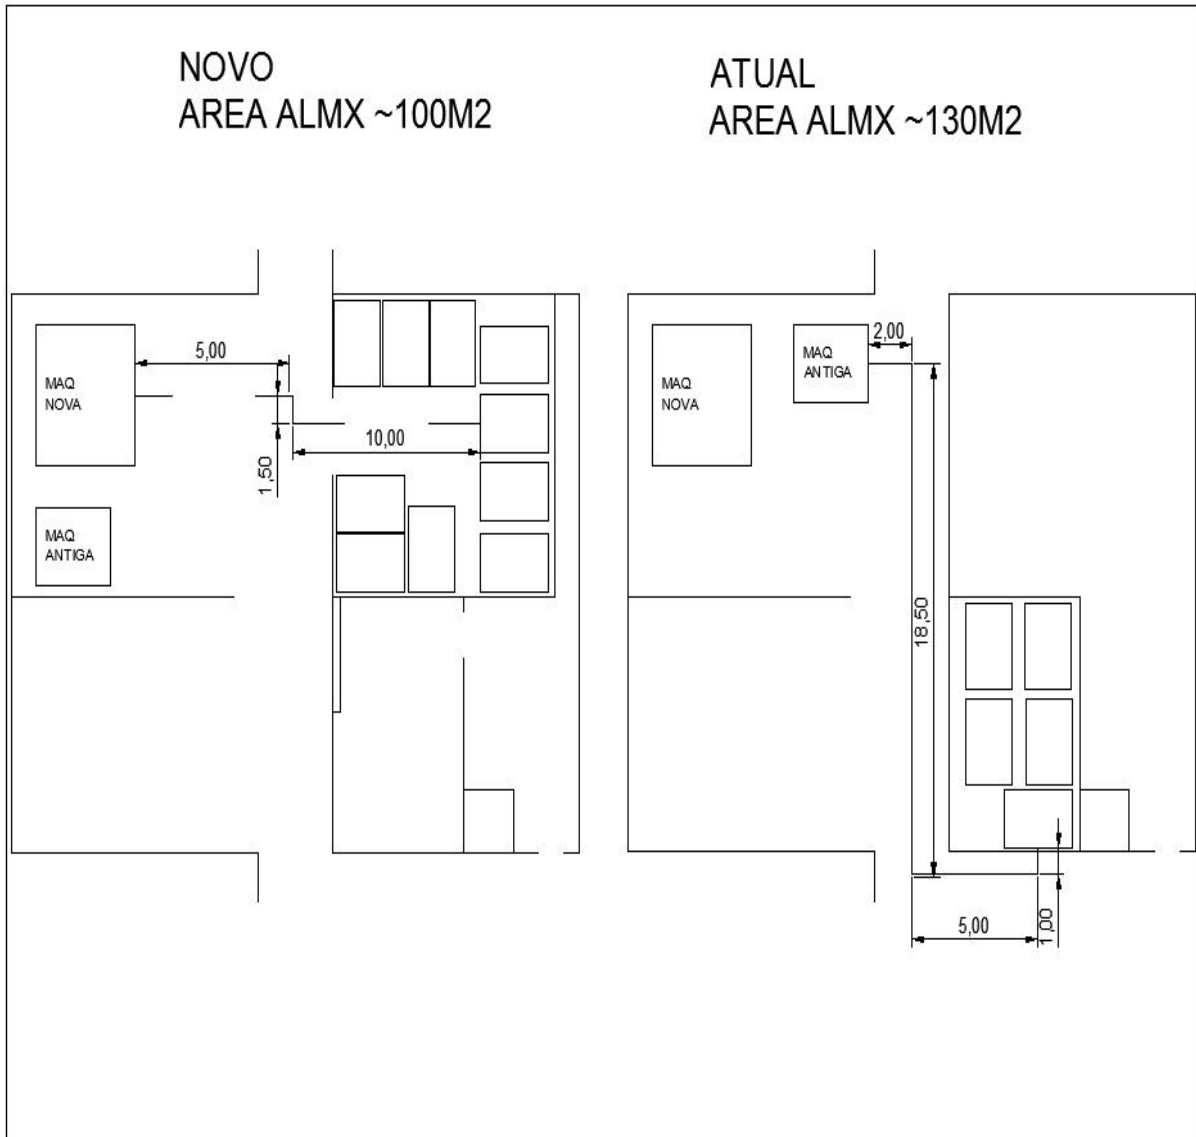 NOVO
AREA ALMX ~100M2
ATUAL
AREA ALMX ~130M2
5,00
MAQ
NOVA
10,00
1,50
MAQ
ANTIGA
2,00
MAQ
ANTIGA
MAQ
NOVA
18,50
5,00
1,00